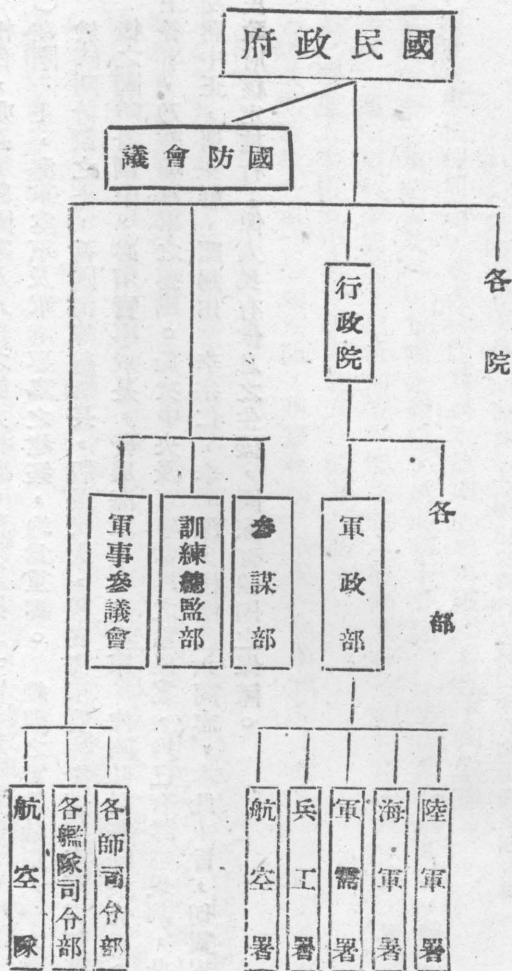 國民政府
國防會議
各院
行政院
各部
軍政部
參謀部
訓練總監部
軍事參議會
陸軍署
海軍署
軍需署
兵工署
航空署
各師司令部
各艦隊司令部
航空隊